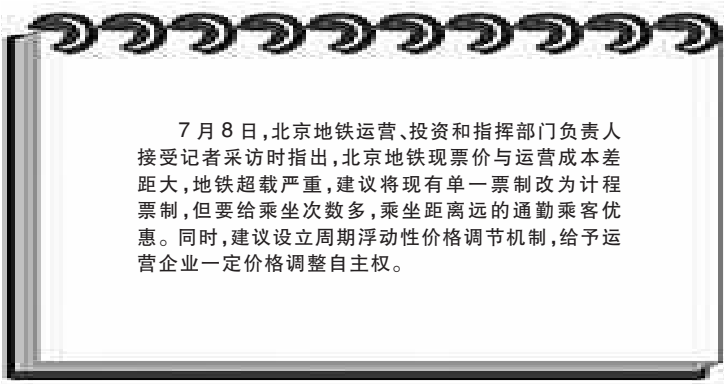 7月8日,北京地铁运营、投资和指挥部门负责人
接受记者采访时指出,北京地铁现票价与运营成本差
距大,地铁超载严重,建议将现有单一票制改为计程
票制,但要给乘坐次数多,乘坐距离远的通勤乘客优
惠。同时,建议设立周期浮动性价格调节机制,给予运
营企业一定价格调整自主权。